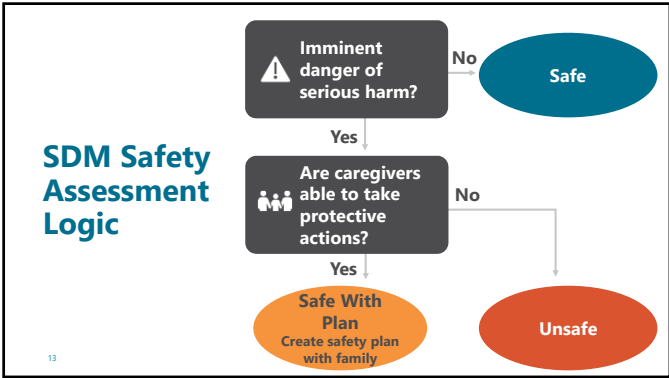 Imminent
danger of
serious harm?
No
Safe
Yes
SDM Safety
Assessment
Logic
Are caregivers
able to take
protective
actions?
No
Yes
Safe With
Plan
Create safety plan
with family
Unsafe
13